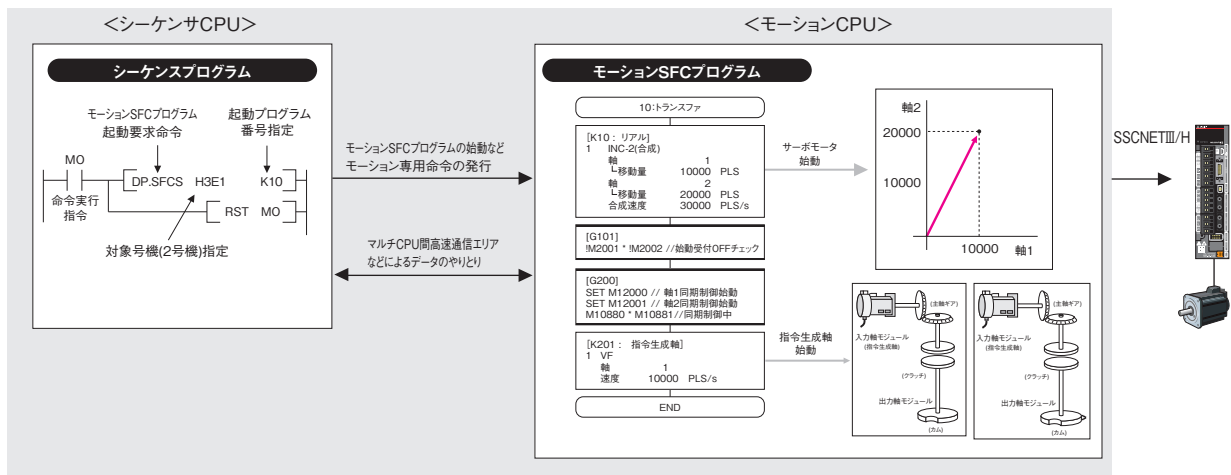 ＜シーケンサCPU＞
シーケンスプログラム
モーションSFCプログラム
起動要求命令
起動プログラム
番号指定
MO
DP.SFCS H3E1 K10
命令実行
指令
RST MO
対象号機(2号機)指定
モーションSFCプログラムの始動など
モーション専用命令の発行
マルチCPU間高速通信エリア
などによるデータのやりとり
＜モーションCPU＞
モーションSFCプログラム
10:トランスファ
[K10: リアル]
1 INC-2(合成)
軸 1
└移動量 10000 PLS
軸 2
└移動量 20000 PLS
合成速度 30000 PLS/s
[G101]
!M2001 * !M2002 //始動受付OFFチェック
[G200]
SET M12000 // 軸1同期制御始動
SET M12001 // 軸2同期制御始動
M10880 * M10881//同期制御中
[K201: 指令生成軸]
1 VF
軸 1
速度 10000 PLS/s
END
サーボモータ
始動
軸2
20000
10000
10000 軸1
指令生成軸
始動
(主軸ギア)
入力軸モジュール
(指令生成軸)
(クラッチ)
出力軸モジュール
(カム)
(主軸ギア)
入力軸モジュール
(指令生成軸)
(クラッチ)
出力軸モジュール
(カム)
SSCNETⅢ/H